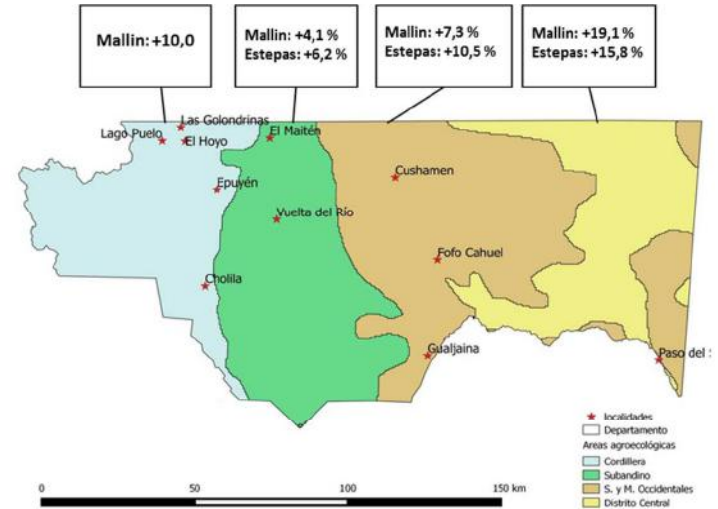 Mallin: +10,0
Mallin: +4,1 %
Estepas: +6,2 %
Mallin: +7,3 %
Estepas: +10,5 %
Mallin: +19,1 %
Estepas: +15,8 %
Las Golondrinas
Lago Puelo
El Hoyo
El Maitén
Epuyén
Cushamen
Vuelta del Río
Fofo Cahuel
Cholila
Gualjaina
Paso del
localidades
Departamento
Areas agroecológicas
Cordillera
Subandino
S. y M. Occidentales
Distrito Central
0 50 100 150 km